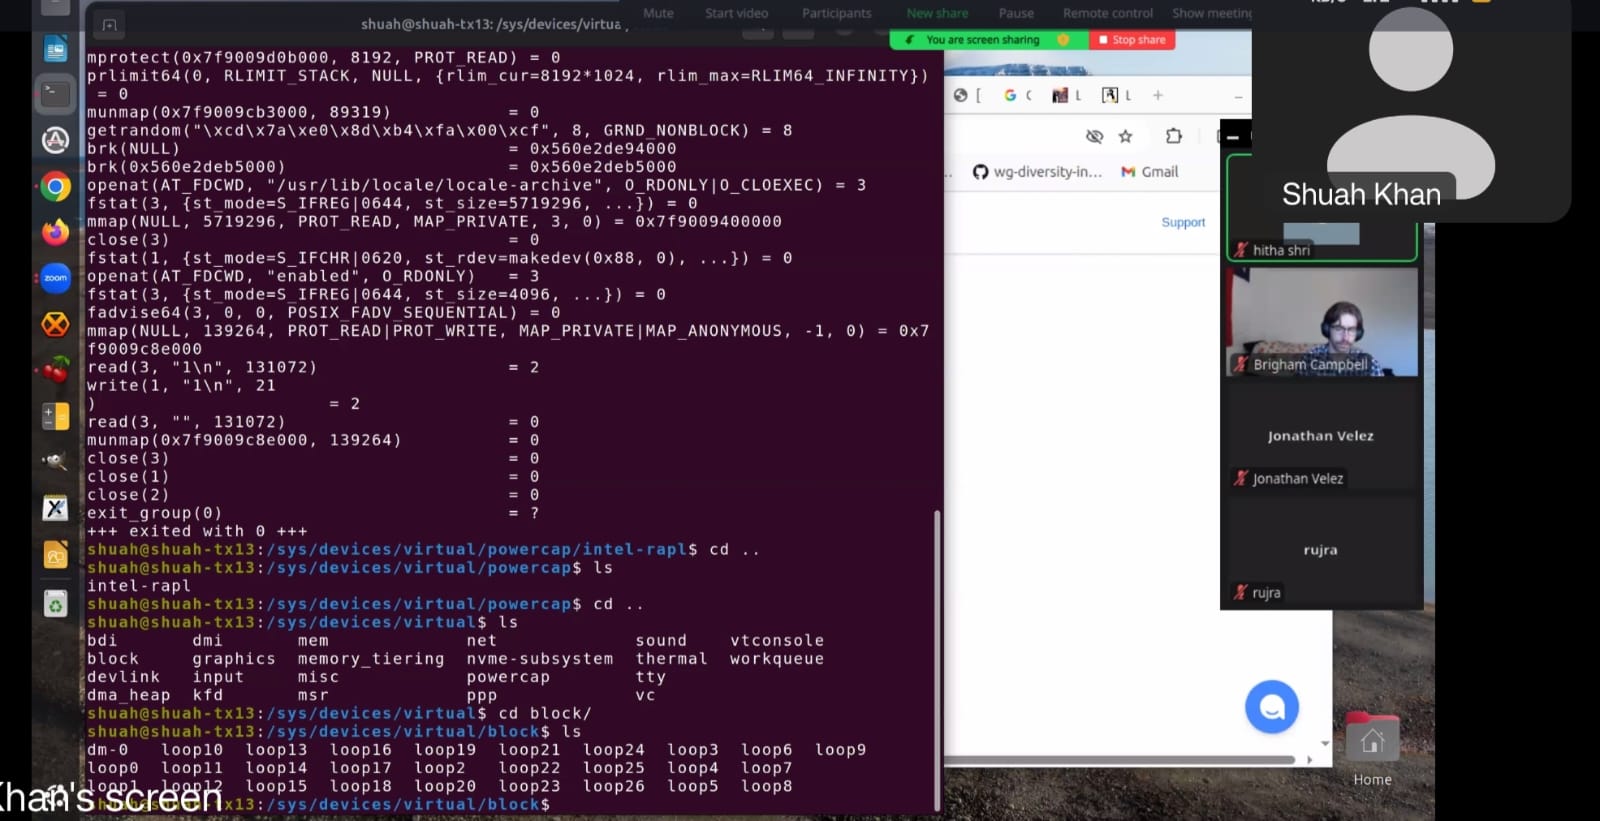 shuah@shuah-tx13: /sys/devices/virtua
Mute Start video Participants New share Pause Remote control Show meeting
You are screen sharing Stop share
mprotect(0x7f9009d0b000, 8192, PROT_READ) = 0
prlimit64(0, RLIMIT_STACK, NULL, {rlim_cur=8192*1024, rlim_max=RLIM64_INFINITY})
= 0
munmap(0x7f9009cb3000, 89319) = 0
getrandom("\xcd\x7a\xe0\x8d\xb4\xfa\x00\xcf", 8, GRND_NONBLOCK) = 8
brk(NULL) = 0x560e2de94000
brk(0x560e2deb5000) = 0x560e2deb5000
openat(AT_FDCWD, "/usr/lib/locale/locale-archive", O_RDONLY|O_CLOEXEC) = 3
fstat(3, {st_mode=S_IFREG|0644, st_size=5719296, ...}) = 0
mmap(NULL, 5719296, PROT_READ, MAP_PRIVATE, 3, 0) = 0x7f9009400000
close(3) = 0
fstat(1, {st_mode=S_IFCHR|0620, st_rdev=makedev(0x88, 0), ...}) = 0
openat(AT_FDCWD, "enabled", O_RDONLY) = 3
fstat(3, {st_mode=S_IFREG|0644, st_size=4096, ...}) = 0
fadvise64(3, 0, 0, POSIX_FADV_SEQUENTIAL) = 0
mmap(NULL, 139264, PROT_READ|PROT_WRITE, MAP_PRIVATE|MAP_ANONYMOUS, -1, 0) = 0x7
f9009c8e000
read(3, "1\n", 131072) = 2
write(1, "1\n", 21
) = 2
read(3, "", 131072) = 0
munmap(0x7f9009c8e000, 139264) = 0
close(3) = 0
close(1) = 0
close(2) = 0
exit_group(0) = ?
+++ exited with 0 +++
shuah@shuah-tx13:/sys/devices/virtual/powercap/intel-rapl$ cd ..
shuah@shuah-tx13:/sys/devices/virtual/powercap$ ls
intel-rapl
shuah@shuah-tx13:/sys/devices/virtual/powercap$ cd ..
shuah@shuah-tx13:/sys/devices/virtual$ ls
bdi dmi mem net sound vtconsole
block graphics memory_tiering nvme-subsystem thermal workqueue
devlink input misc powercap tty
dma_heap kfd msr ppp vc
shuah@shuah-tx13:/sys/devices/virtual$ cd block/
shuah@shuah-tx13:/sys/devices/virtual/block$ ls
dm-0 loop10 loop13 loop16 loop19 loop21 loop24 loop3 loop6 loop9
loop0 loop11 loop14 loop17 loop2 loop22 loop25 loop4 loop7
loop1 loop12 loop15 loop18 loop20 loop23 loop26 loop5 loop8
shuah@shuah-tx13:/sys/devices/virtual/block$
Khan's screen
zoom
wg-diversity-in... Gmail
Support
Shuah Khan
hitha shri
Brigham Campbell
Jonathan Velez
Jonathan Velez
rujra
rujra
Home